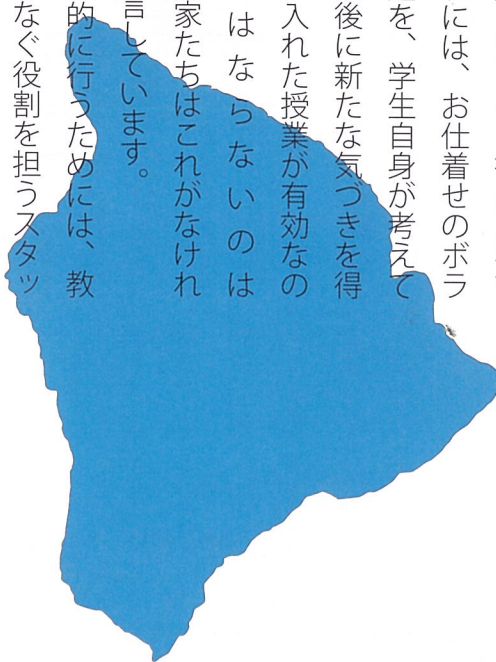 には、お仕着せのボラ
を、学生自身が考えて
後に新たな気づきを得
入れた授業が有効なの
はならないのは
家たちはこれがなけれ
言しています。
的に行うためには、教
なぐ役割を担うスタッ